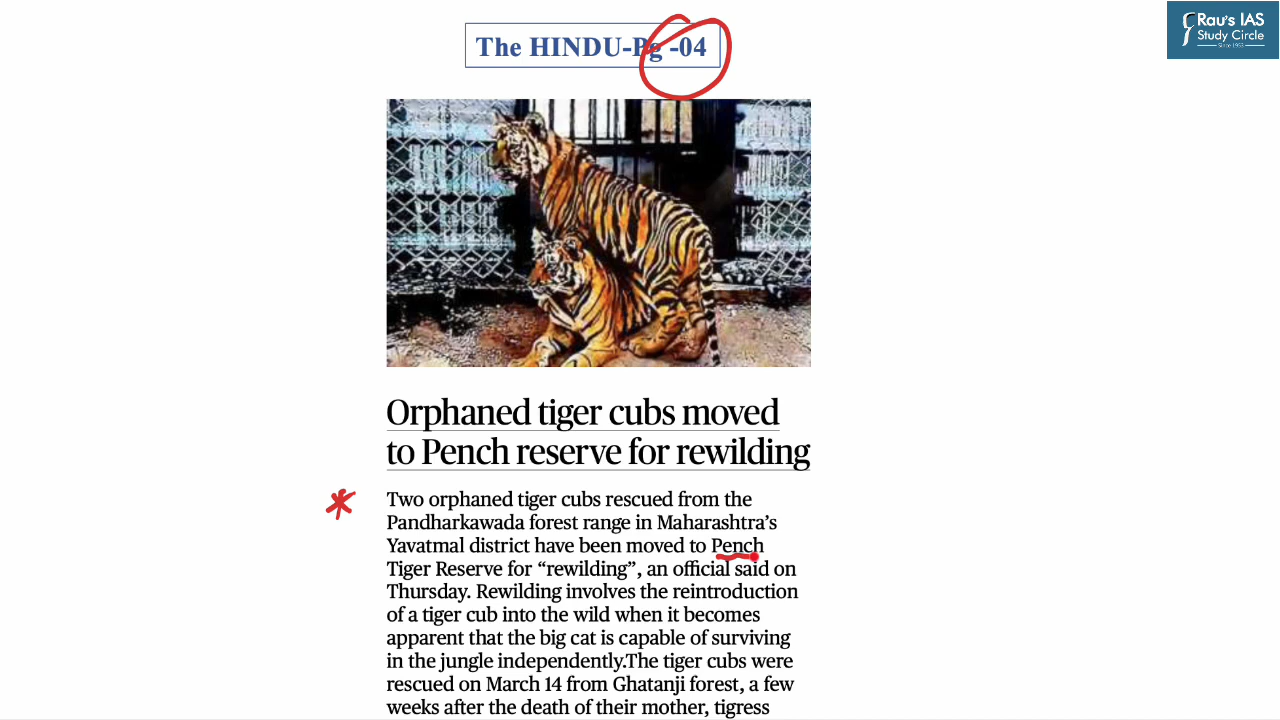 The HINDU-Pg -04
Rau's IAS
Study Circle
Since 1953
Orphaned tiger cubs moved
to Pench reserve for rewilding
Two orphaned tiger cubs rescued from the
Pandharkawada forest range in Maharashtra's
Yavatmal district have been moved to Pench
Tiger Reserve for “rewilding”, an official said on
Thursday. Rewilding involves the reintroduction
of a tiger cub into the wild when it becomes
apparent that the big cat is capable of surviving
in the jungle independently.The tiger cubs were
rescued on March 14 from Ghatanji forest, a few
weeks after the death of their mother, tigress